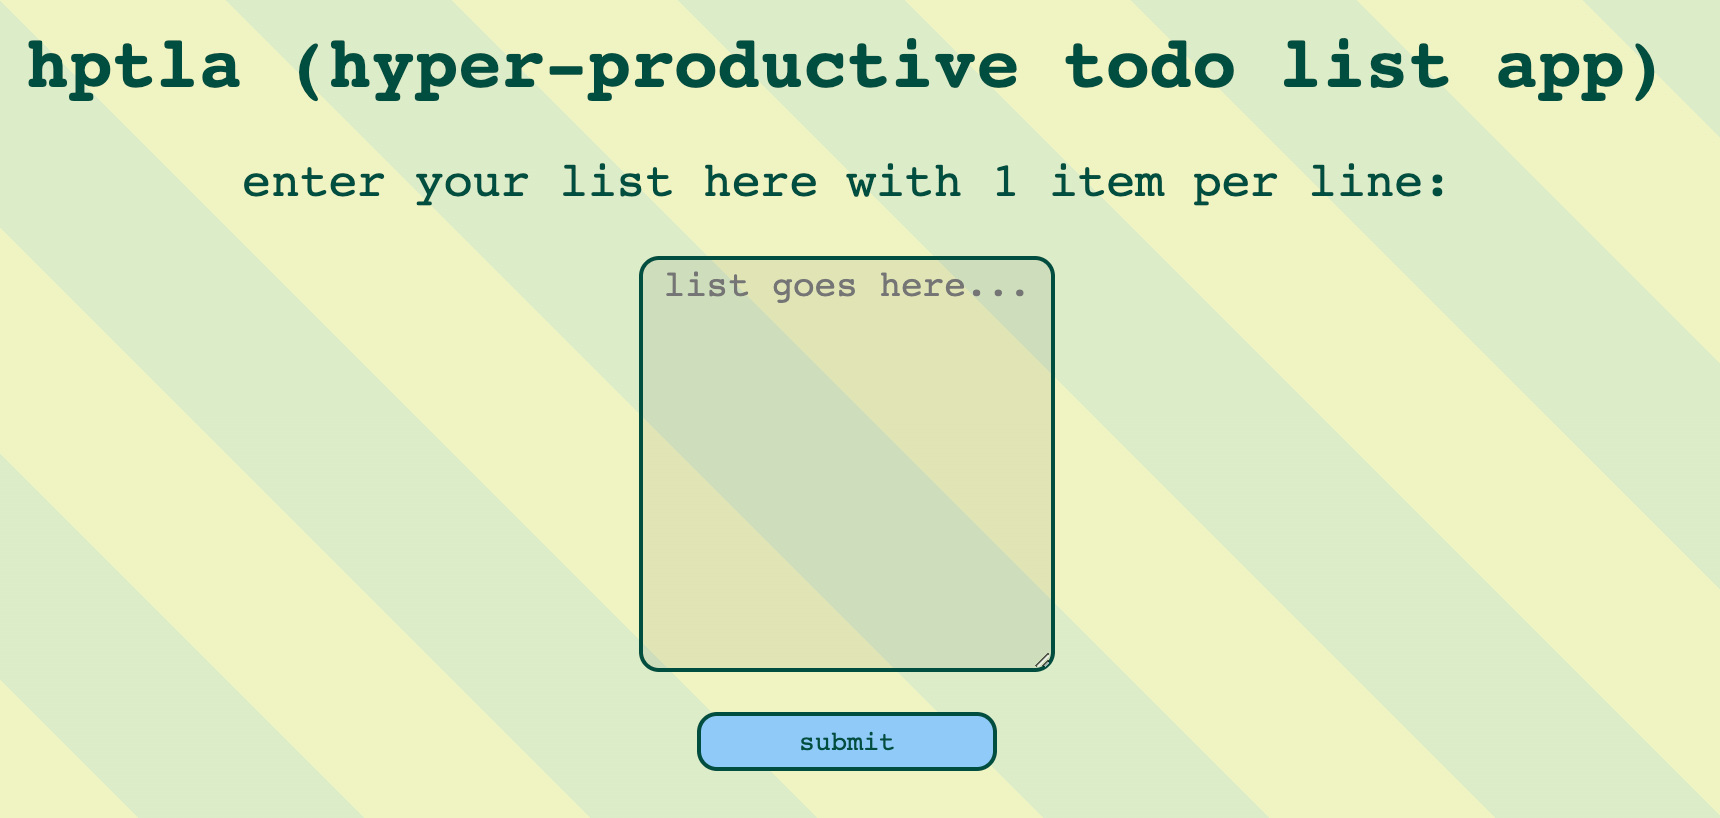 hptla (hyper-productive todo list app)
enter your list here with 1 item per line:
list goes here...
submit